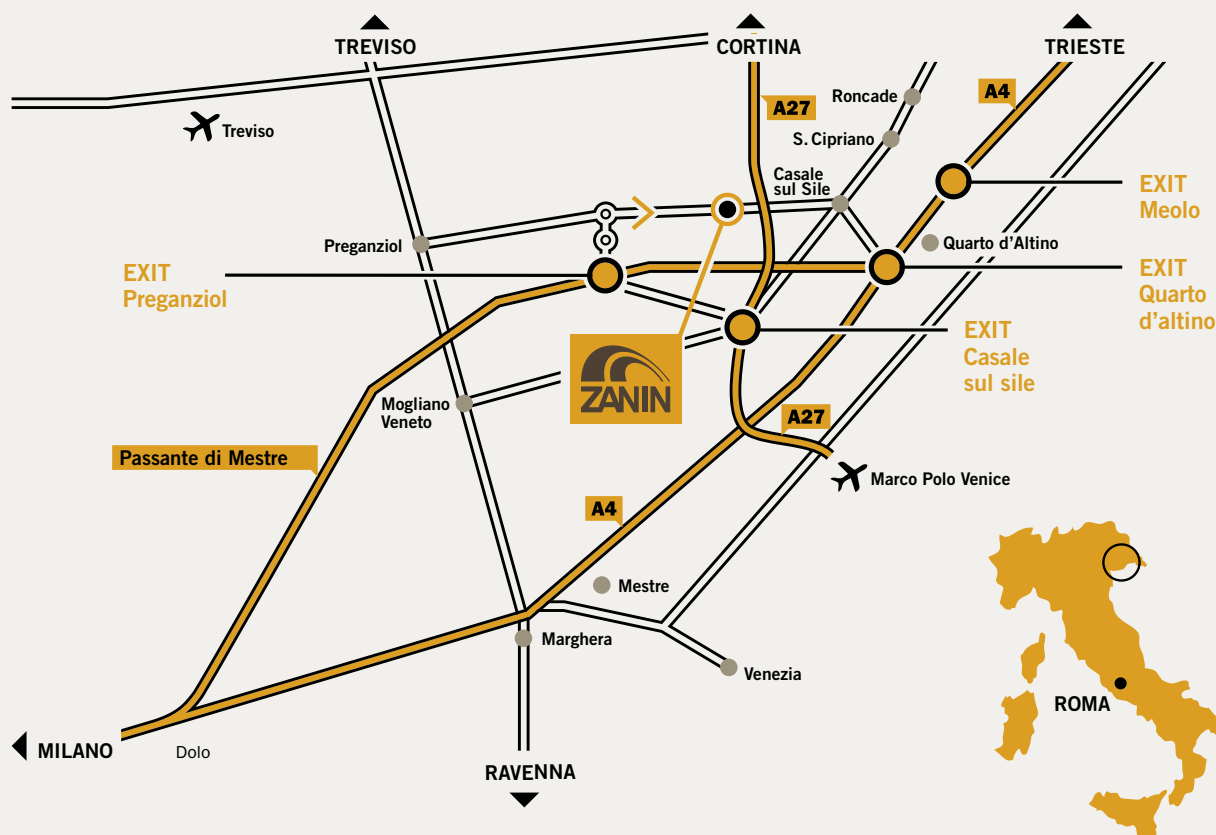 TREVISO
CORTINA
TRIESTE
A27
A4
Roncade
Treviso
S. Cipriano
Casale
sul Sile
EXIT
Meolo
Preganziol
Quarto d'Altino
EXIT
Preganziol
EXIT
Quarto
d'altino
EXIT
Casale
sul sile
ZANIN
Mogliano
Veneto
A27
Passante di Mestre
Marco Polo Venice
A4
Mestre
Marghera
Venezia
ROMA
MILANO
Dolo
RAVENNA